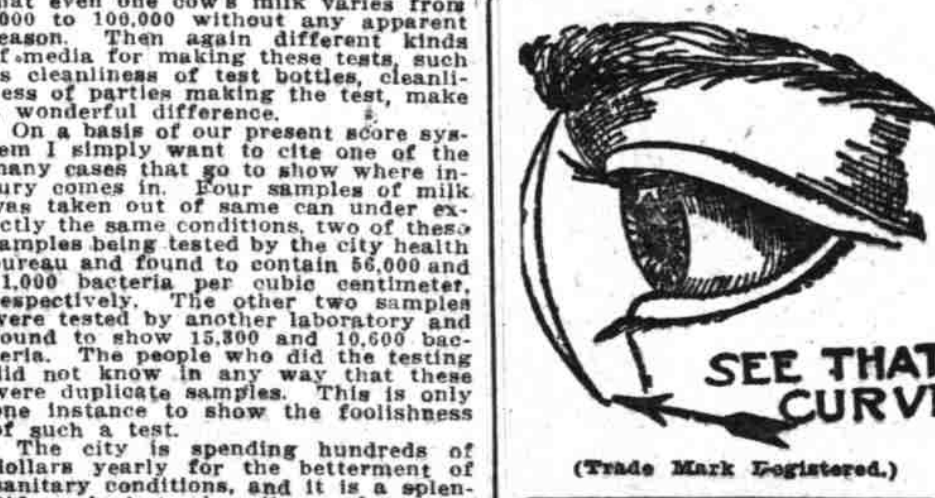 hat even one cow's milk varies from
000 to 100,000 without any apparent
eason. Then again different kinds
f media for making these tests, such
s cleanliness of test bottles, cleanli-
ess of parties making the test, make
wonderful difference.
On a basis of our present score sys-
em I simply want to cite one of the
many cases that go to show where in-
ury comes in. Four samples of milk
was taken out of same can under ex-
ctly the same conditions, two of these
amples being tested by the city health
ureau and found to contain 56,000 and
1,000 bacteria per cubic centimeter,
espectively. The other two samples
were tested by another laboratory and
ound to show 15,300 and 10,600 bac-
eria. The people who did the testing
did not know in any way that these
were duplicate samples. This is only
one instance to show the foolishness
of such a test.
The city is spending hundreds of
dollars yearly for the betterment of
sanitary conditions, and it is a splen-
SEE THAT
CURV
(Trade Mark Registered.)